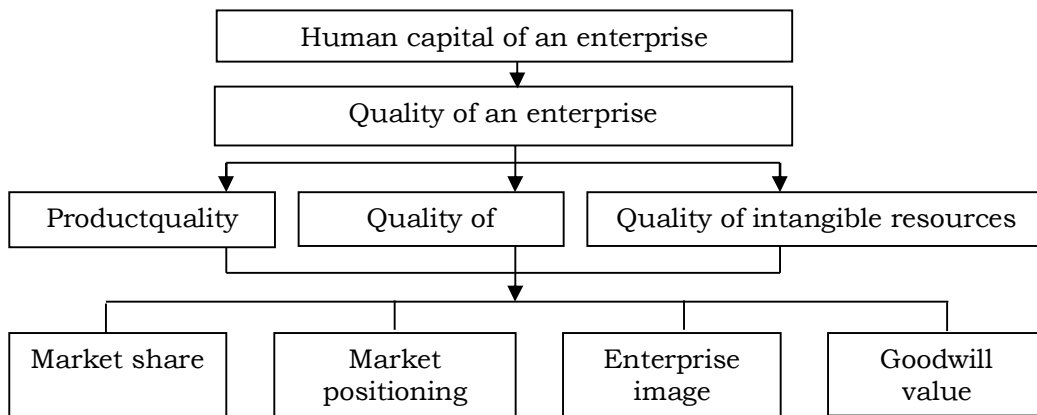 Human capital of an enterprise
Quality of an enterprise
Productquality
Quality of
Quality of intangible resources
Market share
Market
positioning
Enterprise
image
Goodwill
value